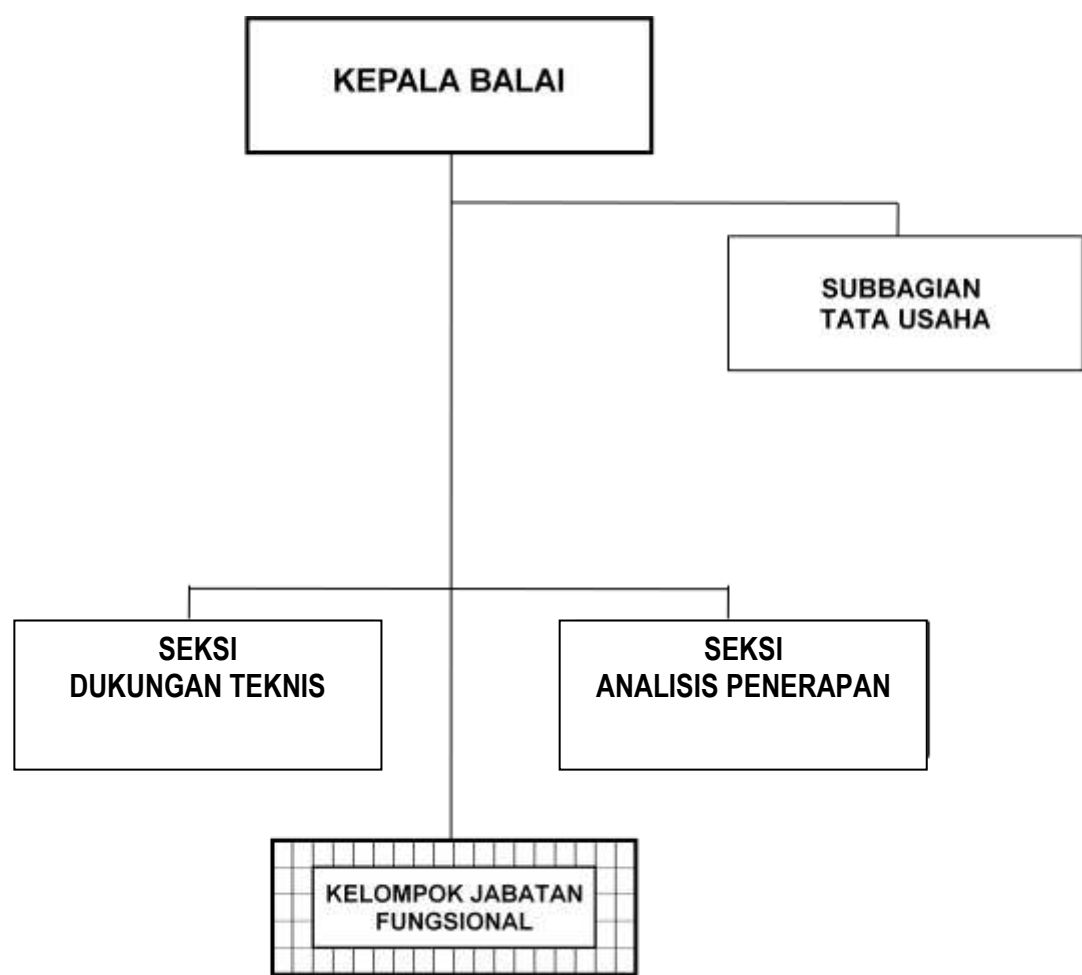 KEPALA BALAI
SUBBAGIAN
TATA USAHA
SEKSI
DUKUNGAN TEKNIS
SEKSI
ANALISIS PENERAPAN
KELOMPOK JABATAN
FUNGSIONAL